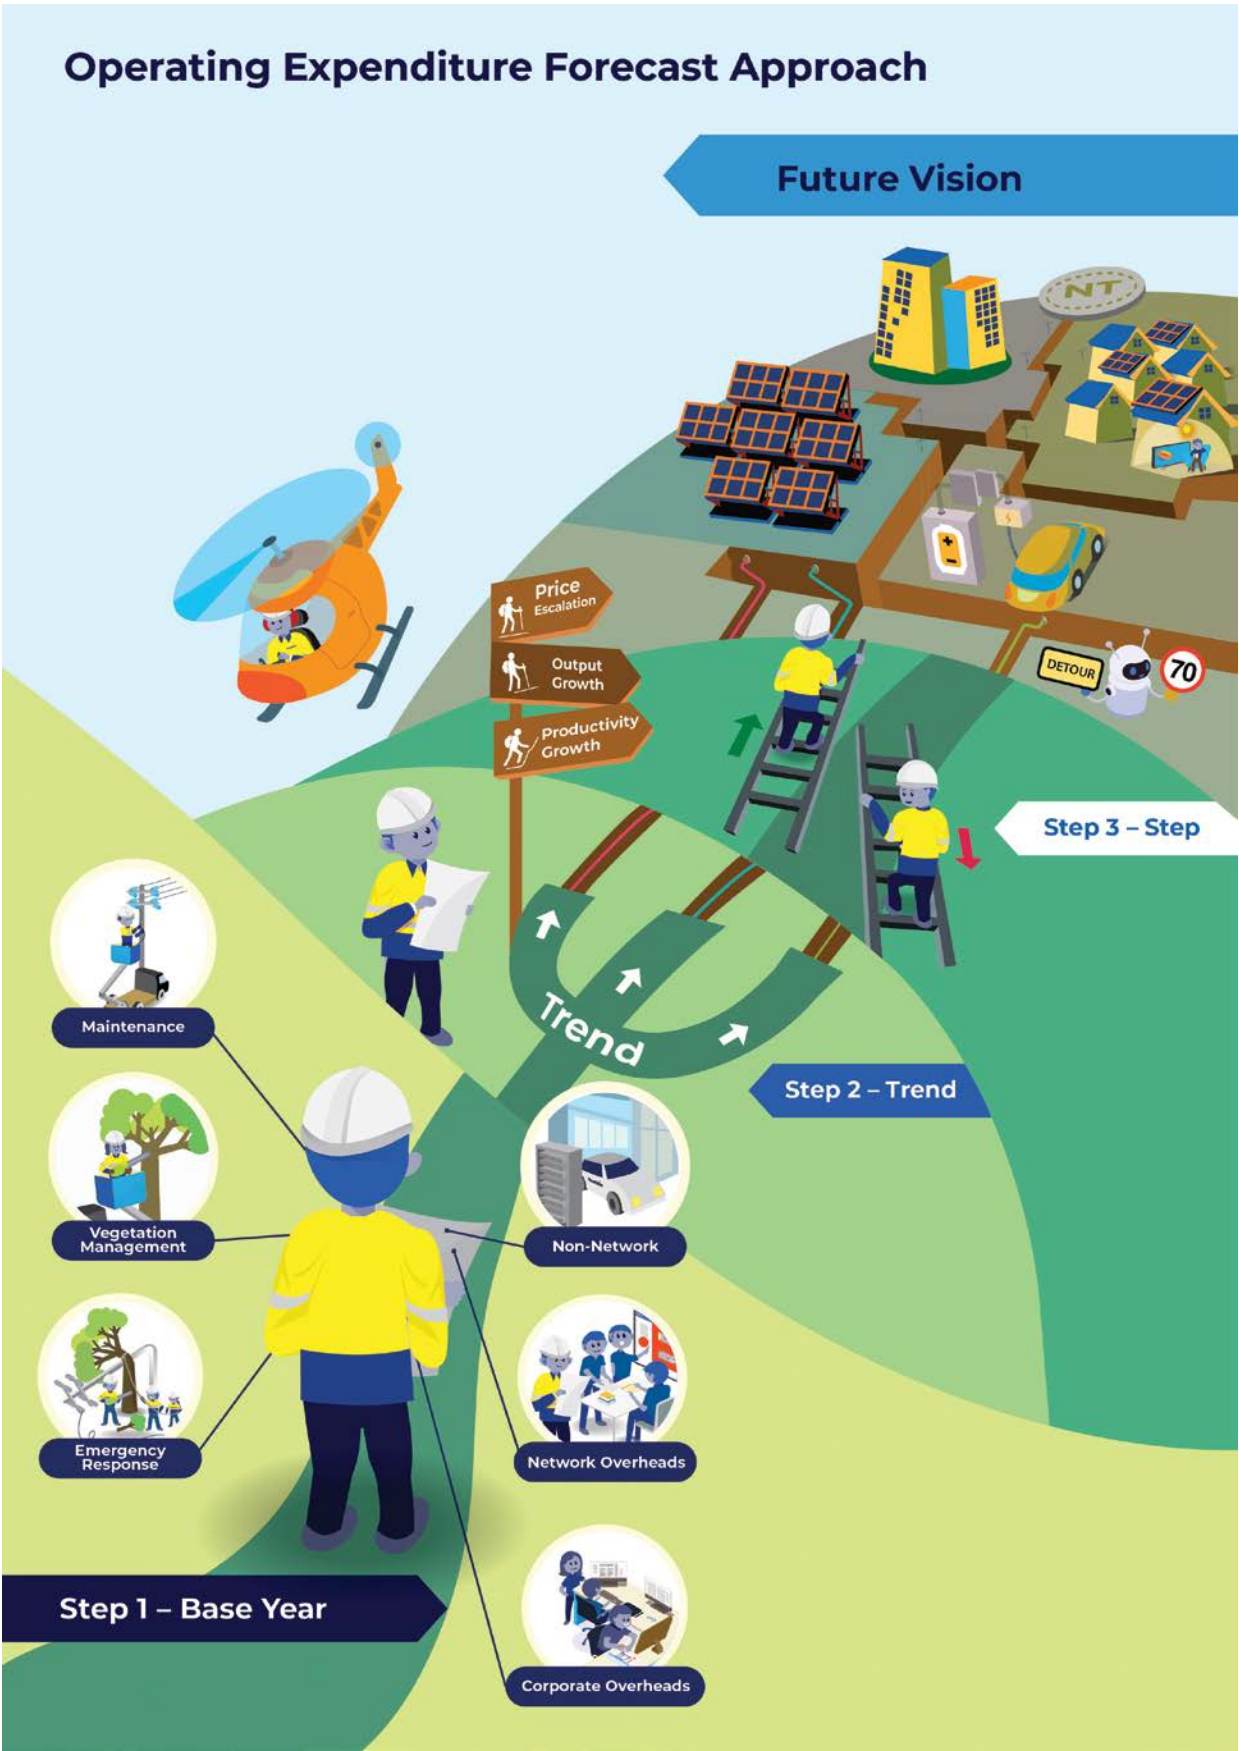 Operating Expenditure Forecast Approach
Future Vision
NT
Price
Escalation
Output
Growth
Productivity
Growth
DETOUR
70
Step 3 – Step
Trend
Step 2 – Trend
Maintenance
Vegetation
Management
Non-Network
Emergency
Response
Network Overheads
Step 1 – Base Year
Corporate Overheads